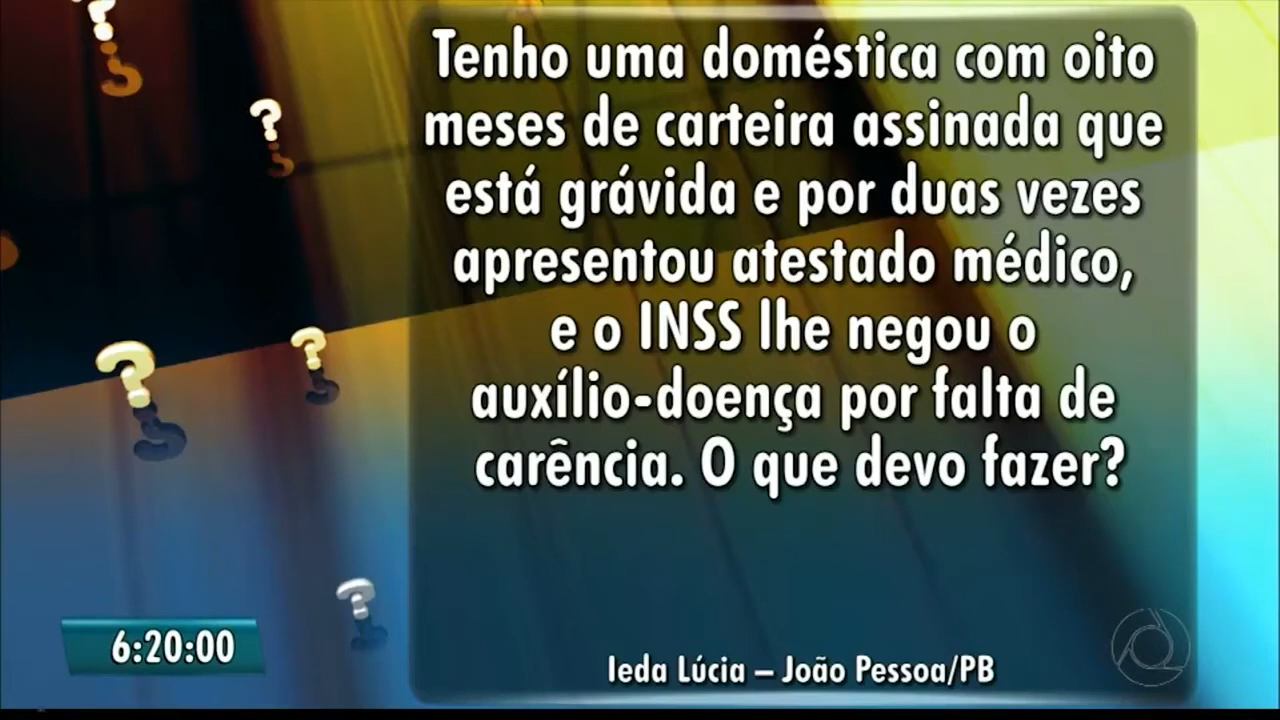 Tenho uma doméstica com oito
meses de carteira assinada que
está grávida e por duas vezes
apresentou atestado médico,
e o INSS lhe negou o
auxílio-doença por falta de
carência. O que devo fazer?
Ieda Lúcia – João Pessoa/PB
6:20:00